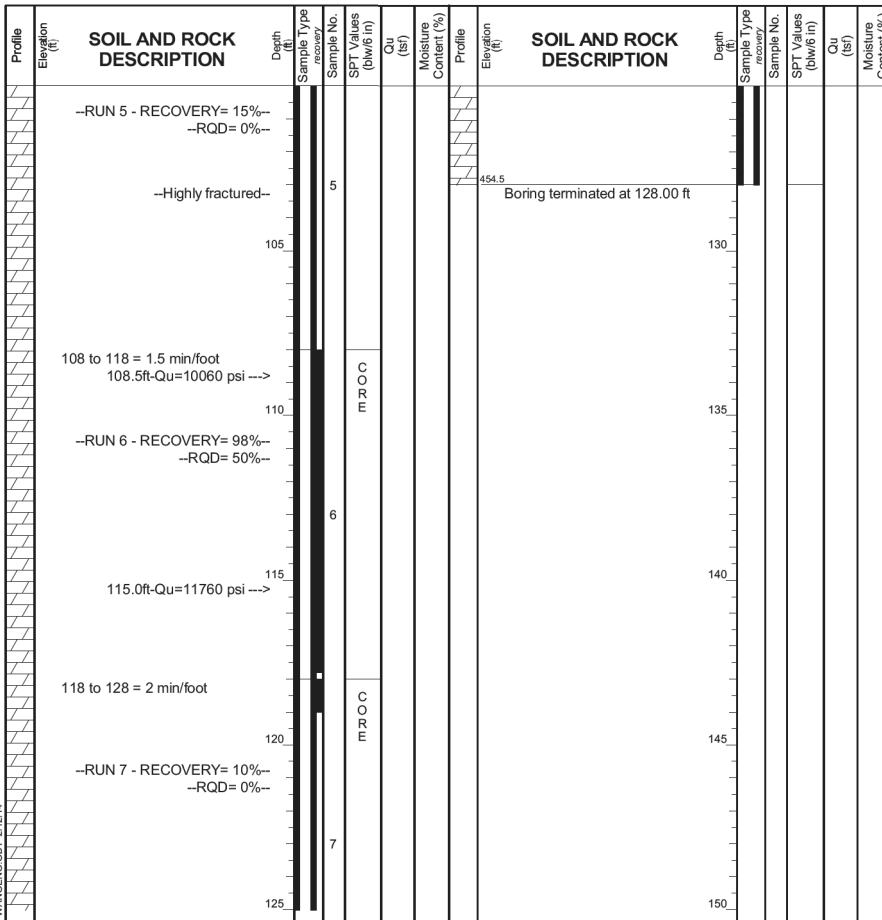 Profile
Elevation
(ft)
SOIL AND ROCK
DESCRIPTION
Depth
(ft)
Sample Type
recovery
Sample No.
SPT Values
(blw/6 in)
Qu
(tsf)
Moisture
Content (%)
Profile
Elevation
(ft)
SOIL AND ROCK
DESCRIPTION
Depth
(ft)
Sample Type
recovery
Sample No.
SPT Values
(blw/6 in)
Qu
(tsf)
Moisture
Content (%)
--RUN 5 - RECOVERY= 15%--
--RQD= 0%--
--Highly fractured--
5
105
108 to 118 = 1.5 min/foot
108.5ft-Qu=10060 psi --->
CORE
110
--RUN 6 - RECOVERY= 98%--
--RQD= 50%--
6
115
115.0ft-Qu=11760 psi --->
118 to 128 = 2 min/foot
CORE
120
--RUN 7 - RECOVERY= 10%--
--RQD= 0%--
7
125
454.5
Boring terminated at 128.00 ft
130
135
140
145
150